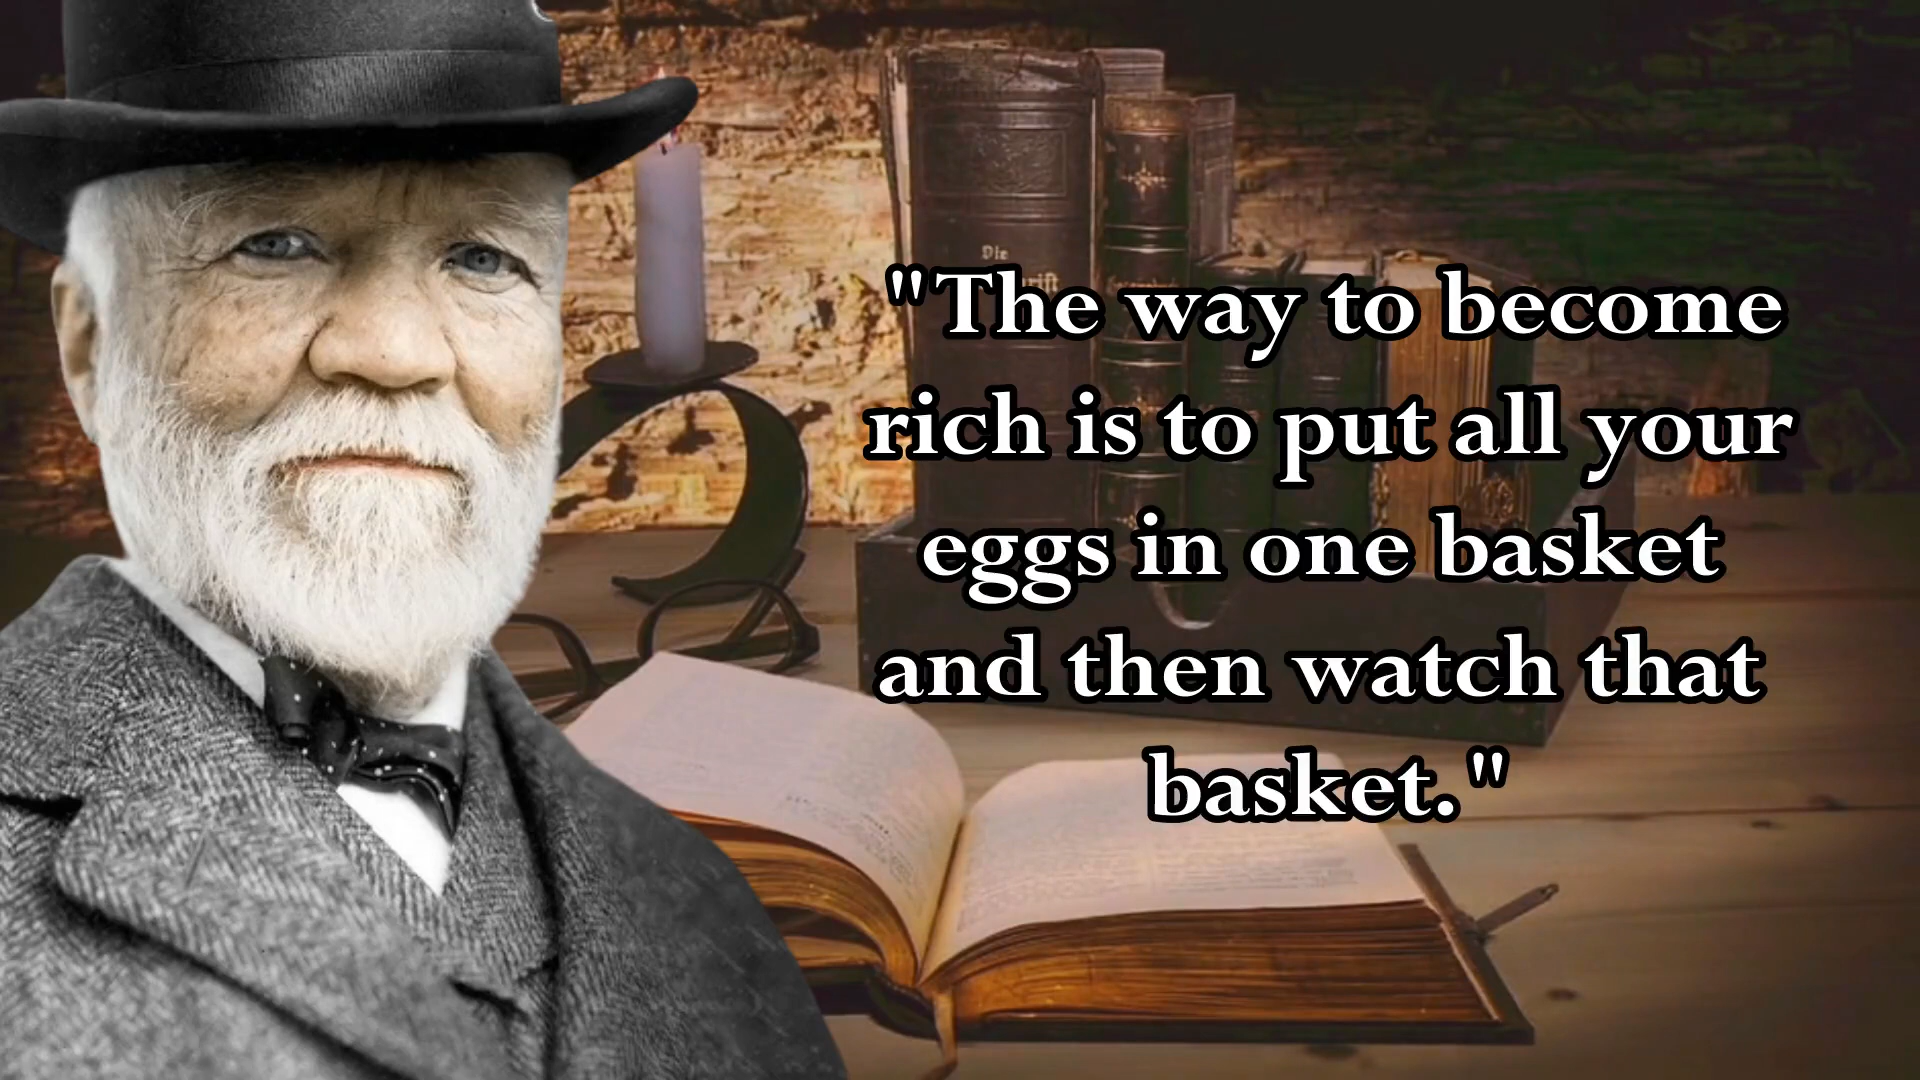 "The way to become
rich is to put all your
eggs in one basket
and then watch that
basket."
Die